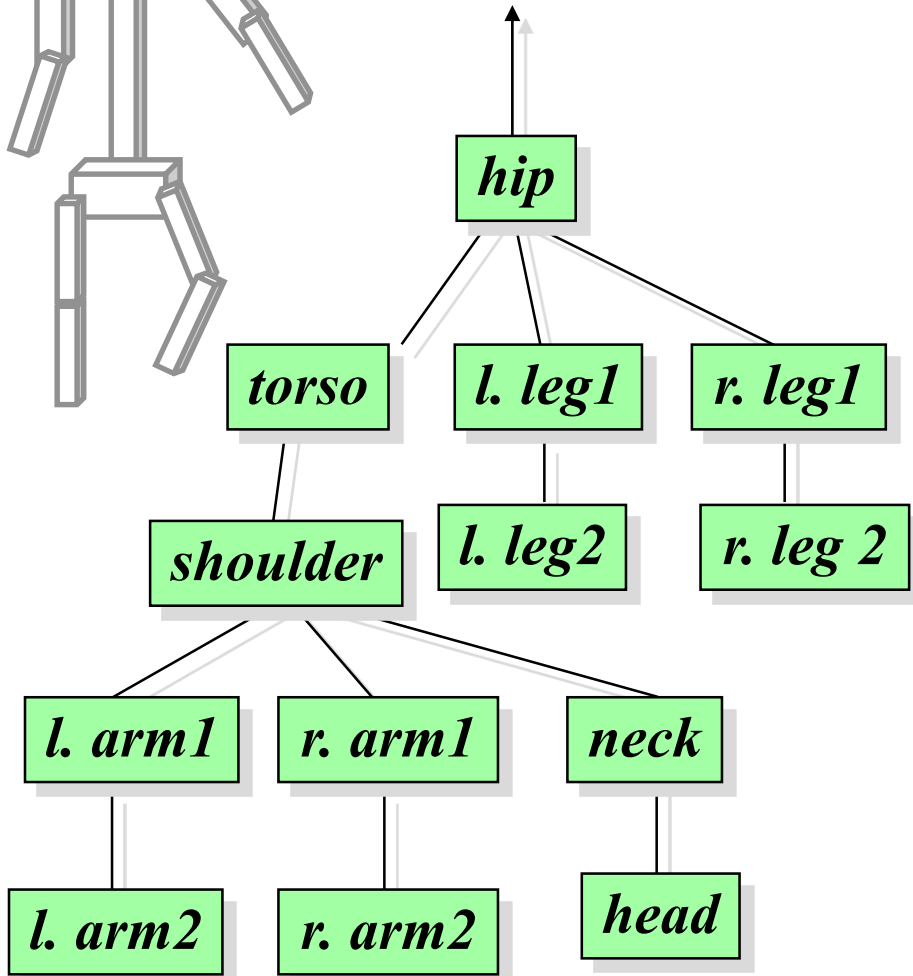 hip
torso
l. leg1
r. leg1
shoulder
l. leg2
r. leg 2
l. arm1
r. arm1
neck
l. arm2
r. arm2
head